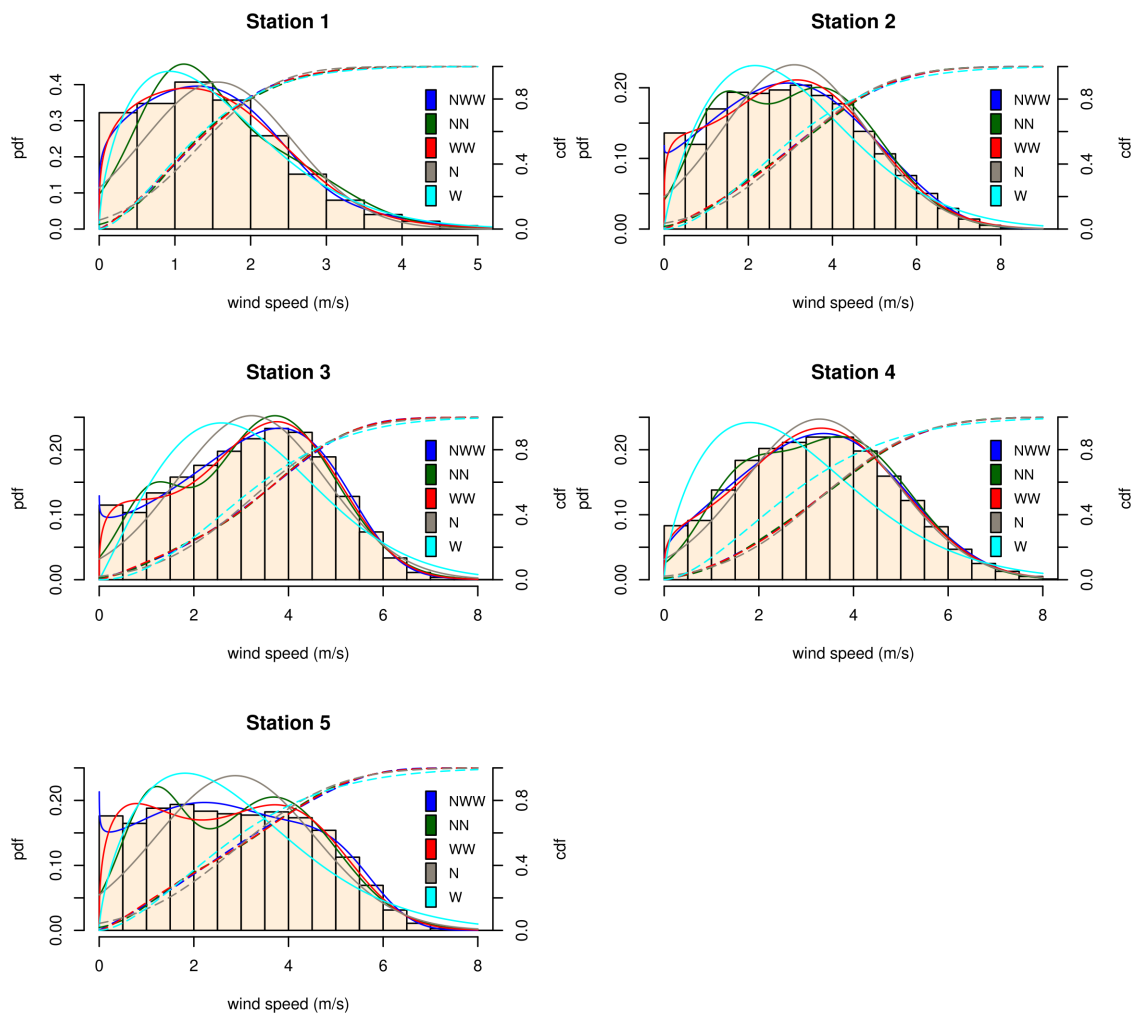 Station 1
pdf
0.0 0.1 0.2 0.3 0.4
0 1 2 3 4 5
wind speed (m/s)
0.0 0.4 0.8
cdf
NWW
NN
WW
N
W
Station 2
pdf
0.00 0.10 0.20
0 2 4 6 8
wind speed (m/s)
0.0 0.4 0.8
cdf
NWW
NN
WW
N
W
Station 3
pdf
0.00 0.10 0.20
0 2 4 6 8
wind speed (m/s)
0.0 0.4 0.8
cdf
NWW
NN
WW
N
W
Station 4
pdf
0.00 0.10 0.20
0 2 4 6 8
wind speed (m/s)
0.0 0.4 0.8
cdf
NWW
NN
WW
N
W
Station 5
pdf
0.00 0.10 0.20
0 2 4 6 8
wind speed (m/s)
0.0 0.4 0.8
cdf
NWW
NN
WW
N
W